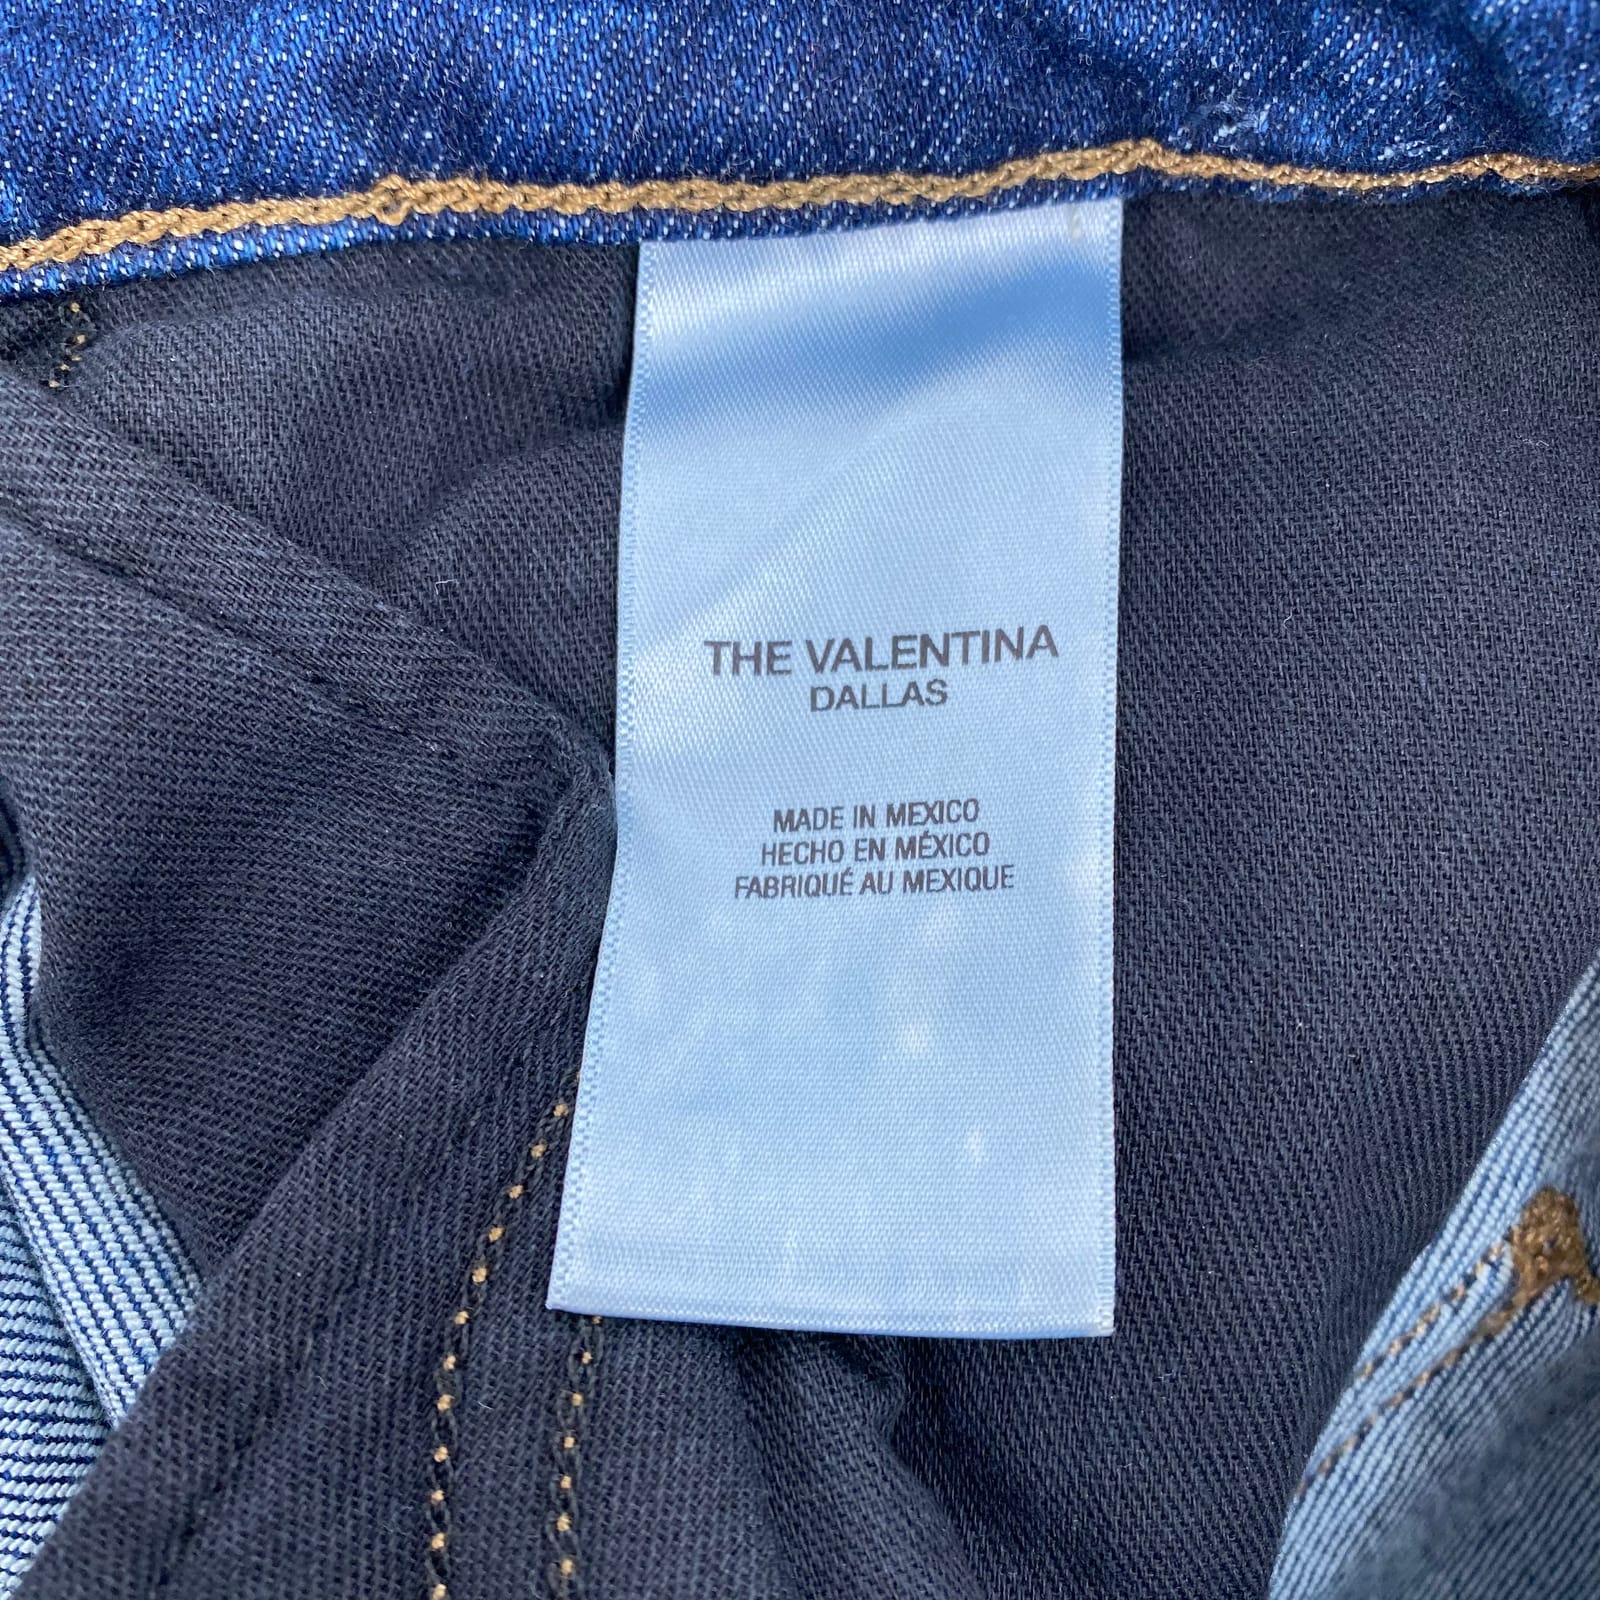 THE VALENTINA
DALLAS
MADE IN MEXICO
HECHO EN MÉXICO
FABRIQUÉ AU MEXIQUE